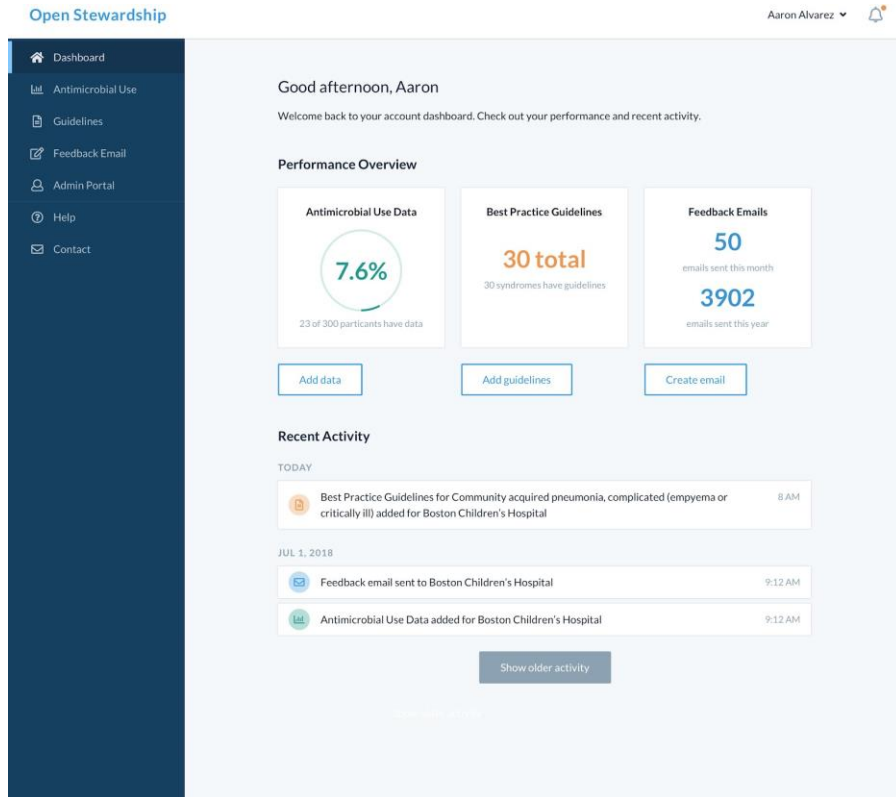 Open Stewardship
Aaron Alvarez
Dashboard
Antimicrobial Use
Guidelines
Feedback Email
Admin Portal
Help
Contact
Good afternoon, Aaron
Welcome back to your account dashboard. Check out your performance and recent activity.
Performance Overview
Antimicrobial Use Data
7.6%
23 of 300 particants have data
Add data
Best Practice Guidelines
30 total
30 syndromes have guidelines
Add guidelines
Feedback Emails
50
emails sent this month
3902
emails sent this year
Create email
Recent Activity
TODAY
Best Practice Guidelines for Community acquired pneumonia, complicated (empyema or
critically ill) added for Boston Children's Hospital
8 AM
JUL 1, 2018
Feedback email sent to Boston Children's Hospital
9:12 AM
Antimicrobial Use Data added for Boston Children's Hospital
9:12 AM
Show older activity